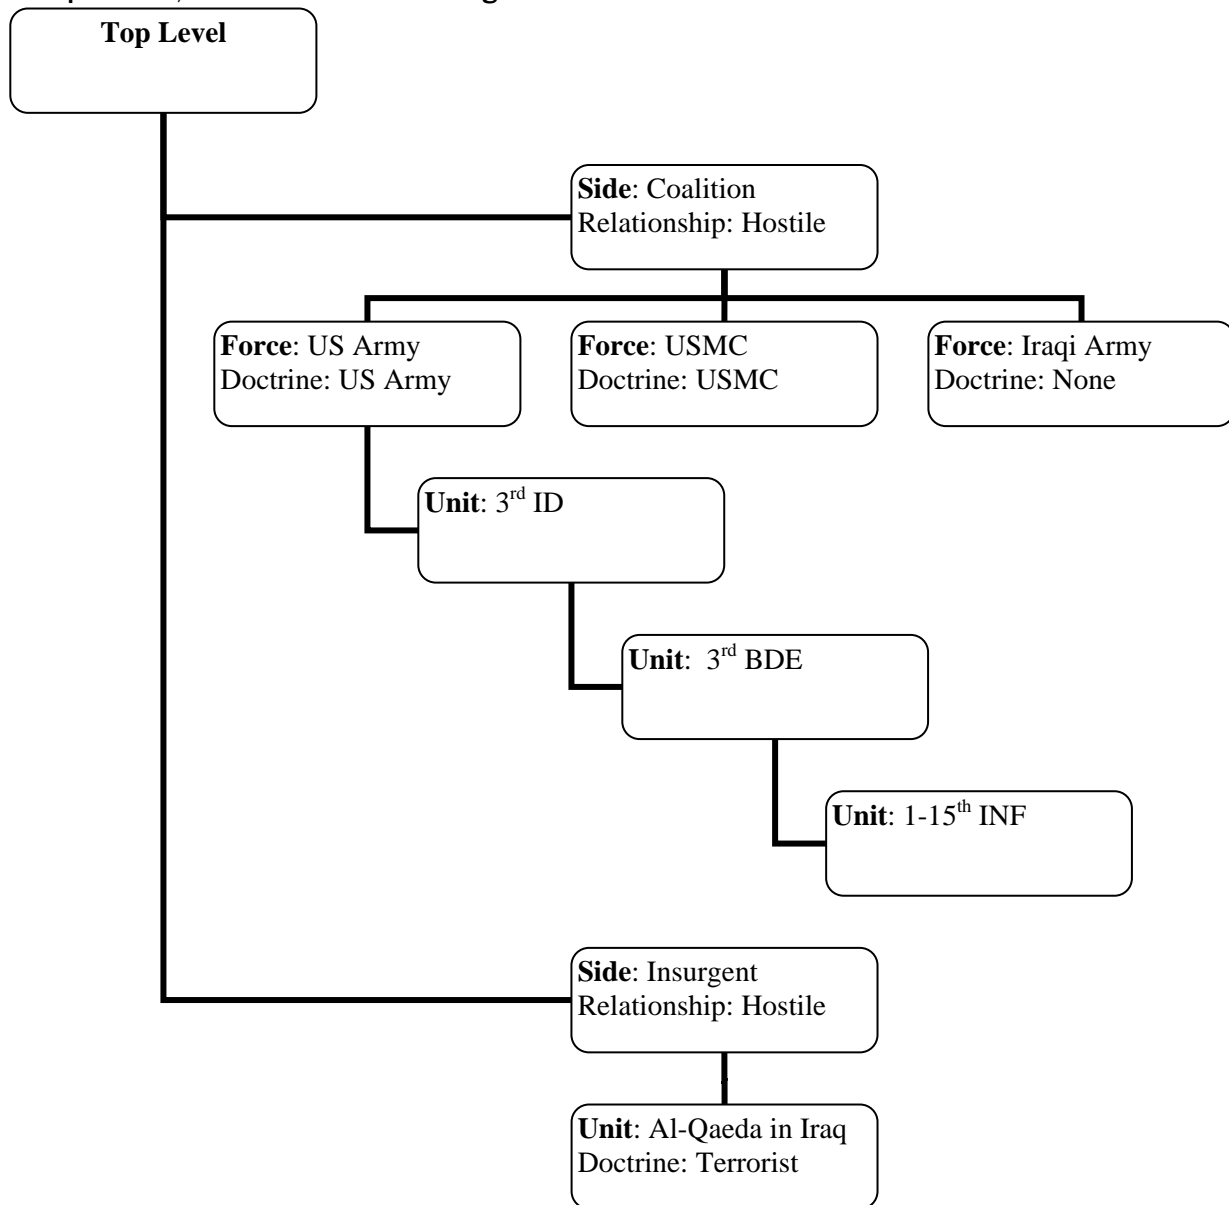 Top Level
Side: Coalition
Relationship: Hostile
Force: US Army
Doctrine: US Army
Force: USMC
Doctrine: USMC
Force: Iraqi Army
Doctrine: None
Unit: 3rd ID
Unit: 3rd BDE
Unit: 1-15th INF
Side: Insurgent
Relationship: Hostile
Unit: Al-Qaeda in Iraq
Doctrine: Terrorist